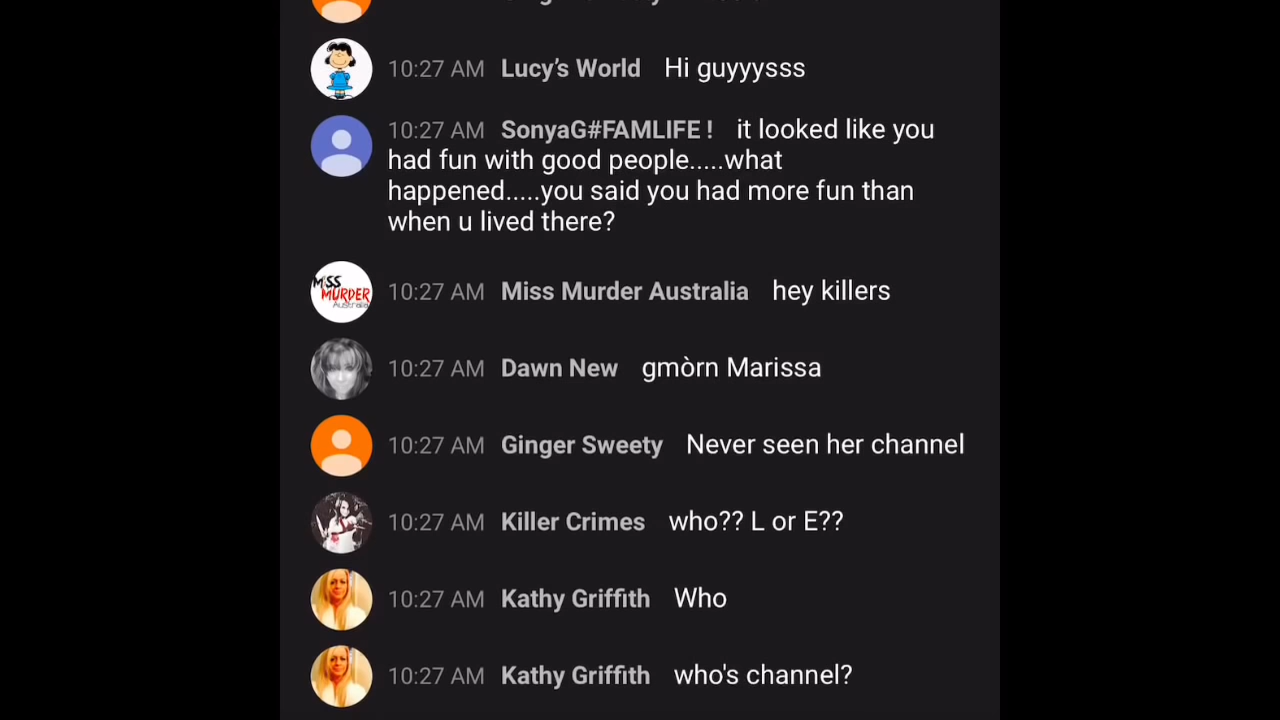 10:27 AM Lucy's World Hi guyyysss
10:27 AM SonyaG#FAMLIFE ! it looked like you
had fun with good people.....what
happened.....you said you had more fun than
when u lived there?
MiSS
MURDER
Australia
10:27 AM Miss Murder Australia hey killers
10:27 AM Dawn New gmòrn Marissa
10:27 AM Ginger Sweety Never seen her channel
10:27 AM Killer Crimes who?? L or E??
10:27 AM Kathy Griffith Who
10:27 AM Kathy Griffith who's channel?